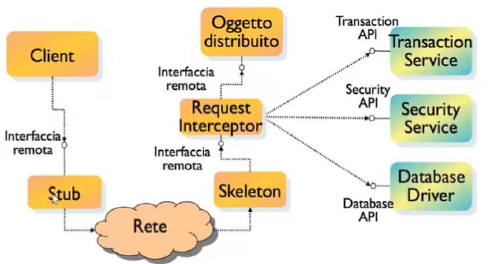 Client
Interfaccia
remota
Stub
Rete
Oggetto
distribuito
Interfaccia
remota
Request
Interceptor
Interfaccia
remota
Skeleton
Transaction
API
Transaction
Service
Security
API
Security
Service
Database
Driver
Database
API